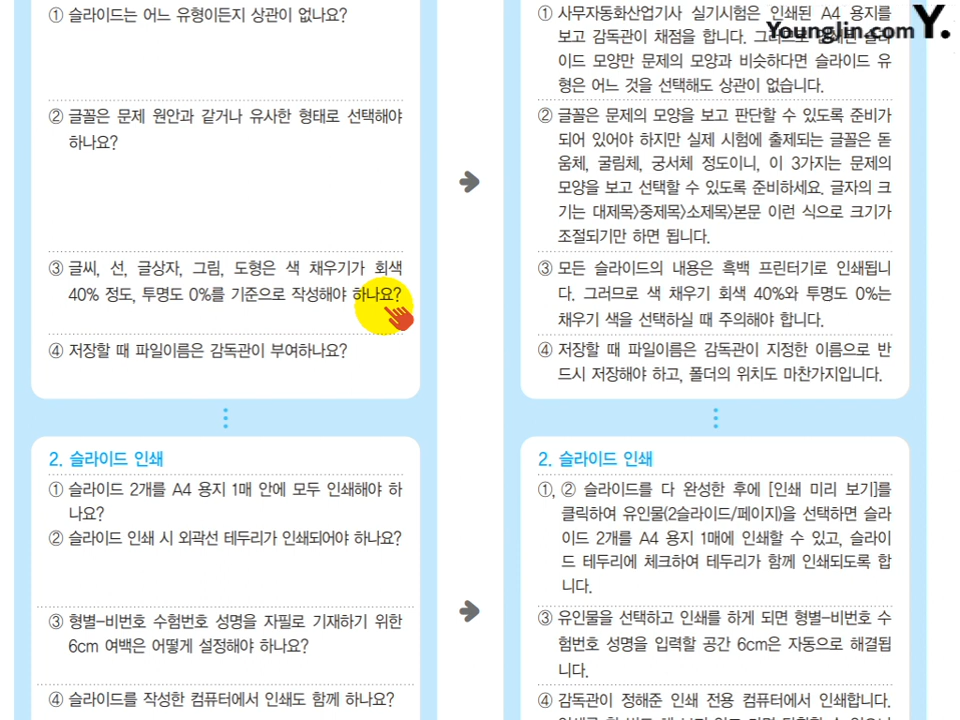 ① 슬라이드는 어느 유형이든지 상관이 없나요?
② 글꼴은 문제 원안과 같거나 유사한 형태로 선택해야
하나요?
③ 글씨, 선, 글상자, 그림, 도형은 색 채우기가 회색
40% 정도, 투명도 0%를 기준으로 작성해야 하나요?
④ 저장할 때 파일이름은 감독관이 부여하나요?
2. 슬라이드 인쇄
① 슬라이드 2개를 A4 용지 1매 안에 모두 인쇄해야 하
나요?
② 슬라이드 인쇄 시 외곽선 테두리가 인쇄되어야 하나요?
③ 형별-비번호 수험번호 성명을 자필로 기재하기 위한
6cm 여백은 어떻게 설정해야 하나요?
④ 슬라이드를 작성한 컴퓨터에서 인쇄도 함께 하나요?
Younglin.com Y.
① 사무자동화산업기사 실기시험은 인쇄된 A4 용지를
보고 감독관이 채점을 합니다. 그러므로 슬라
이드 모양만 문제의 모양과 비슷하다면 슬라이드 유
형은 어느 것을 선택해도 상관이 없습니다.
② 글꼴은 문제의 모양을 보고 판단할 수 있도록 준비가
되어 있어야 하지만 실제 시험에 출제되는 글꼴은 돋
움체, 굴림체, 궁서체 정도이니, 이 3가지는 문제의
모양을 보고 선택할 수 있도록 준비하세요. 글자의 크
기는 대제목>중제목>소제목>본문 이런 식으로 크기가
조절되기만 하면 됩니다.
③ 모든 슬라이드의 내용은 흑백 프린터기로 인쇄됩니
다. 그러므로 색 채우기 회색 40%와 투명도 0%는
채우기 색을 선택하실 때 주의해야 합니다.
④ 저장할 때 파일이름은 감독관이 지정한 이름으로 반
드시 저장해야 하고, 폴더의 위치도 마찬가지입니다.
2. 슬라이드 인쇄
①, ② 슬라이드를 다 완성한 후에 [인쇄 미리 보기]를
클릭하여 유인물(2슬라이드/페이지)을 선택하면 슬라
이드 2개를 A4 용지 1매에 인쇄할 수 있고, 슬라이
드 테두리에 체크하여 테두리가 함께 인쇄되도록 합
니다.
③ 유인물을 선택하고 인쇄를 하게 되면 형별-비번호 수
험번호 성명을 입력할 공간 6cm은 자동으로 해결됩
니다.
④ 감독관이 정해준 인쇄 전용 컴퓨터에서 인쇄합니다.